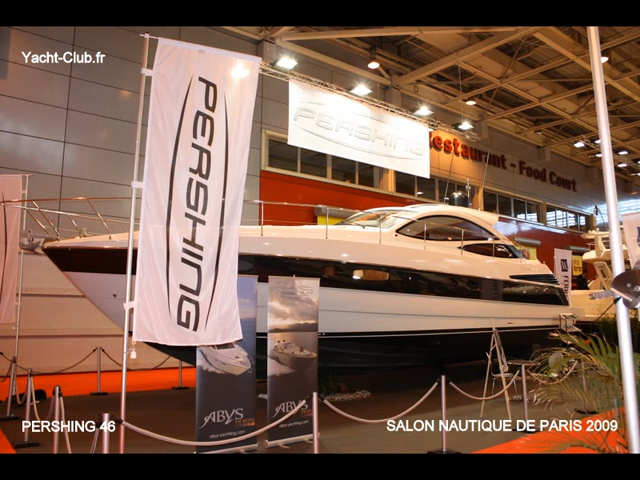 Yacht-Club.fr
PERSHING
PERSHING
Restaurant - Food Court
ABYS
ABYS
PERSHING 46
SALON NAUTIQUE DE PARIS 2009